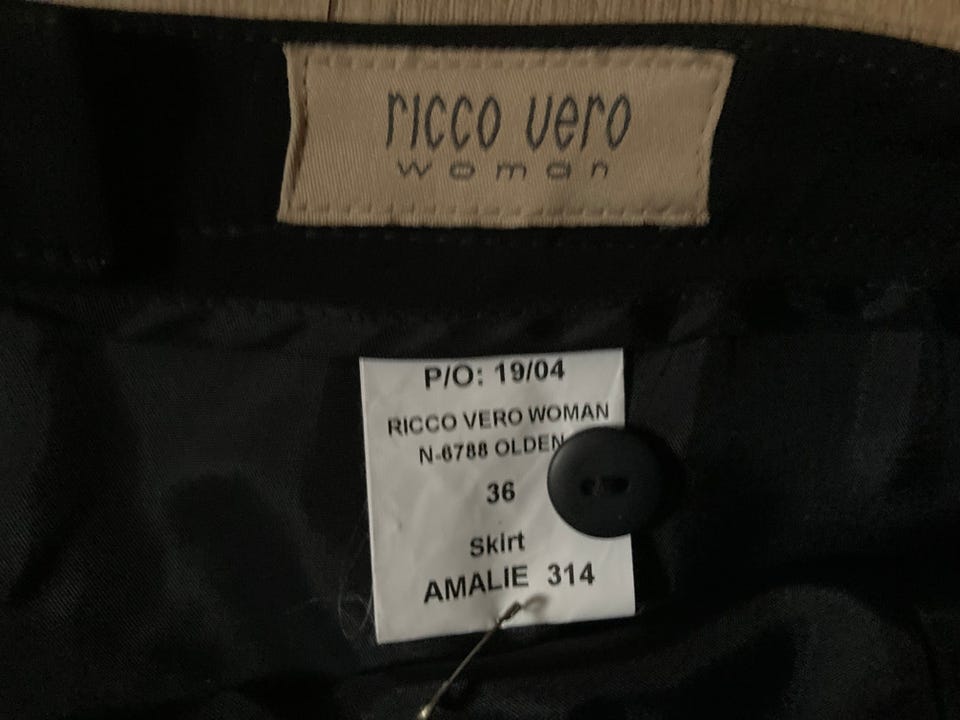 ricco vero
woman
P/O: 19/04
RICCO VERO WOMAN
N-6788 OLDEN
36
Skirt
AMALIE 314